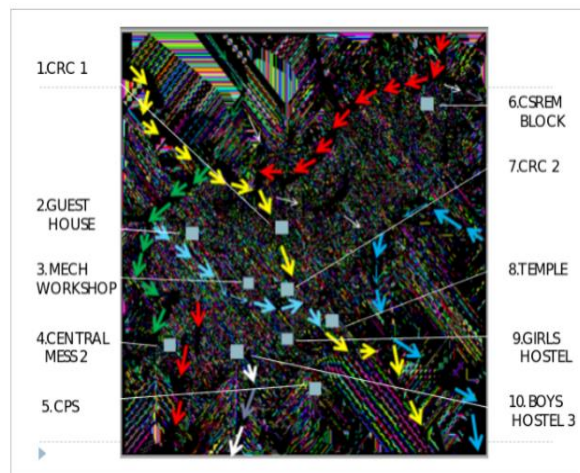 1.CRC 1
2.GUEST
HOUSE
3.MECH
WORKSHOP
4.CENTRAL
MESS 2
5.CPS
6.CSREM
BLOCK
7.CRC 2
8.TEMPLE
9.GIRLS
HOSTEL
10.BOYS
HOSTEL 3